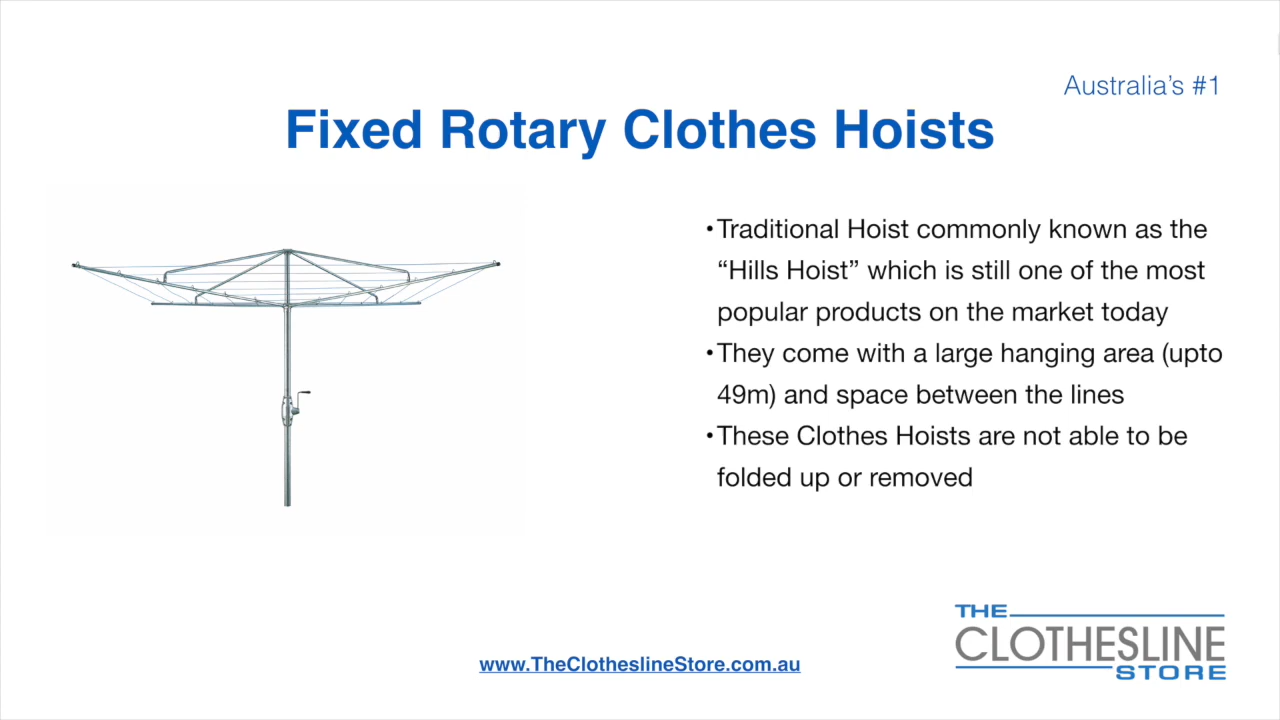 Australia's #1
Fixed Rotary Clothes Hoists
•Traditional Hoist commonly known as the
“Hills Hoist” which is still one of the most
popular products on the market today
•They come with a large hanging area (upto
49m) and space between the lines
•These Clothes Hoists are not able to be
folded up or removed
THE
CLOTHESLINE
STORE
www.TheClotheslineStore.com.au